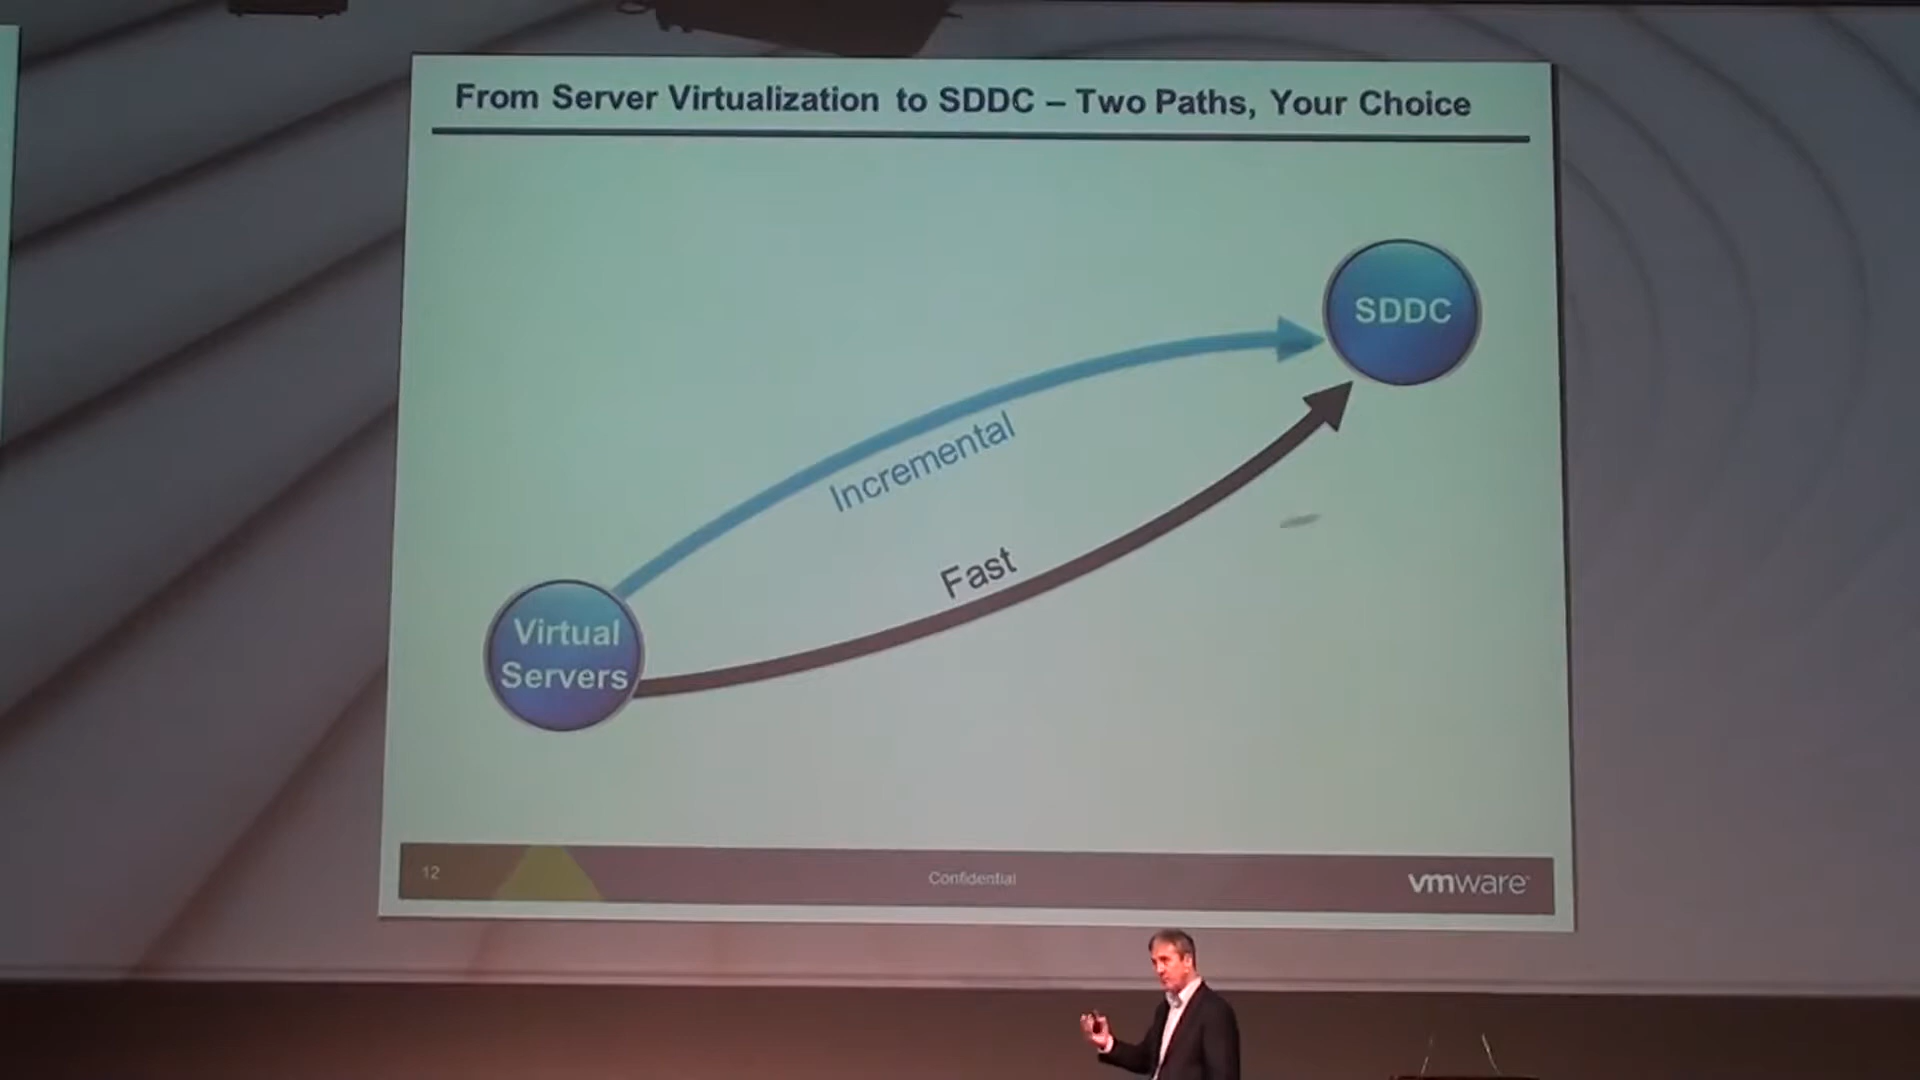 From Server Virtualization to SDDC – Two Paths, Your Choice
SDDC
Incremental
Fast
Virtual
Servers
12
Confidential
vmware